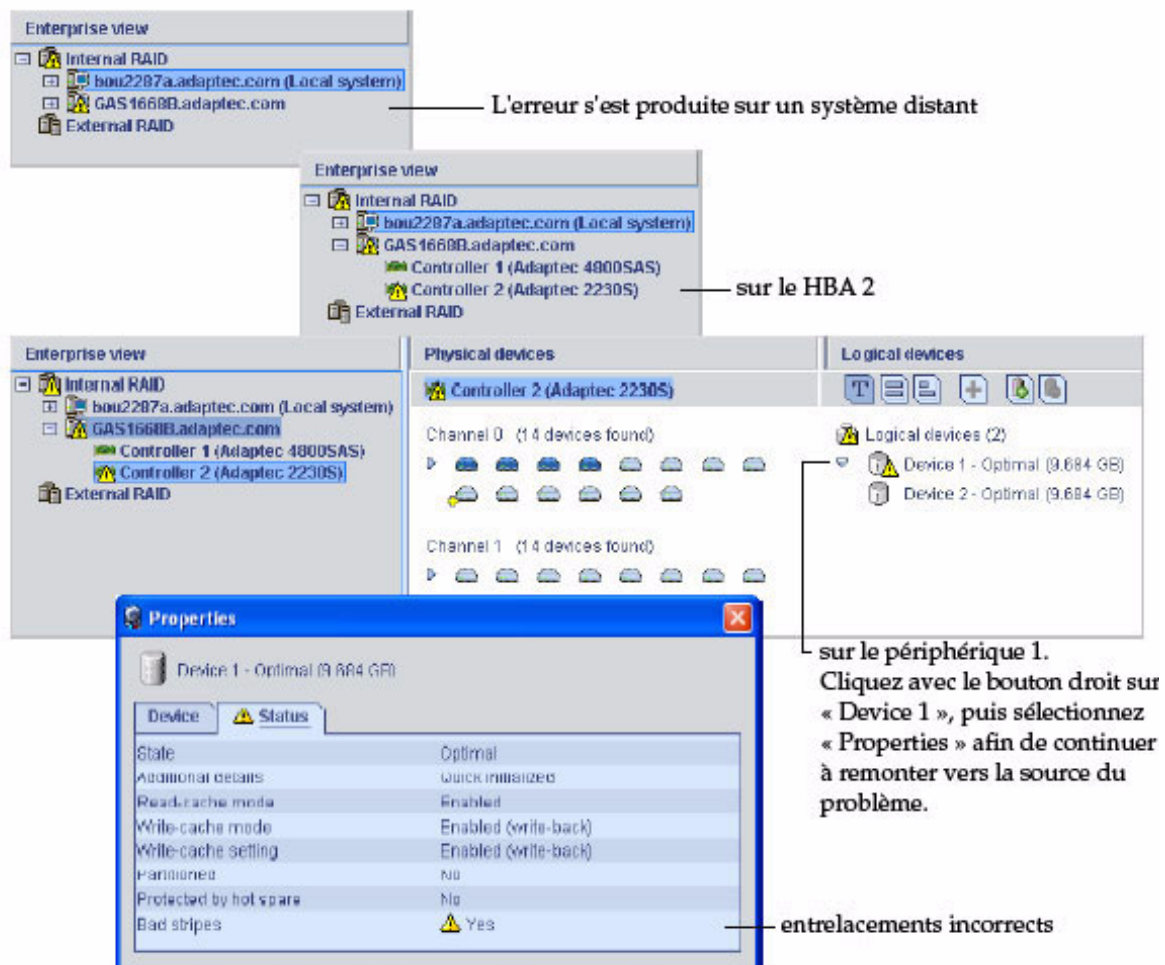 Enterprise view
Internal RAID
bou2287a.adaptec.com (Local system)
GAS1668B.adaptec.com
External RAID
L'erreur s'est produite sur un système distant
Enterprise view
Internal RAID
bou2287a.adaptec.com (Local system)
GAS1668B.adaptec.com
Controller 1 (Adaptec 4800SAS)
Controller 2 (Adaptec 2230S)
External RAID
sur le HBA 2
Enterprise view
Internal RAID
bou2287a.adaptec.com (Local system)
GAS1668B.adaptec.com
Controller 1 (Adaptec 4800SAS)
Controller 2 (Adaptec 2230S)
External RAID
Physical devices
Controller 2 (Adaptec 2230S)
Channel 0 (14 devices found)
Channel 1 (14 devices found)
Logical devices
T
Logical devices (2)
Device 1 - Optimal (9.684 GB)
Device 2 - Optimal (9.684 GB)
sur le périphérique 1.
Cliquez avec le bouton droit sur
« Device 1 », puis sélectionnez
« Properties » afin de continuer
à remonter vers la source du
problème.
Properties
Device 1 - Optimal (9.684 GB)
Device
Status
State Optimal
Additional details Quick initialized
Read-cache mode Enabled
Write-cache mode Enabled (write-back)
Write-cache setting Enabled (write-back)
Partitioned No
Protected by hot spare No
Bad stripes Yes
entrelacements incorrects